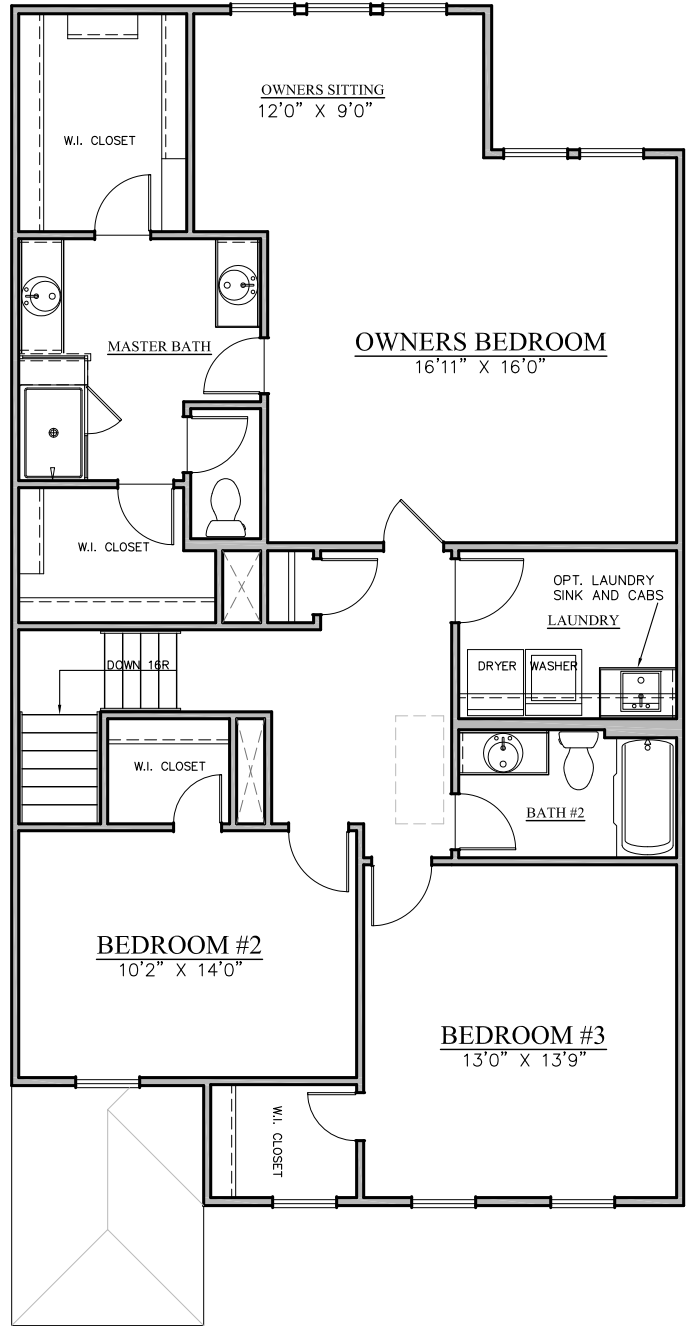 OWNERS SITTING
12'0" X 9'0"
W.I. CLOSET
MASTER BATH
OWNERS BEDROOM
16'11" X 16'0"
W.I. CLOSET
OPT. LAUNDRY
SINK AND CABS
LAUNDRY
DRYER
WASHER
DOWN 16R
W.I. CLOSET
BATH #2
BEDROOM #2
10'2" X 14'0"
BEDROOM #3
13'0" X 13'9"
W.I. CLOSET